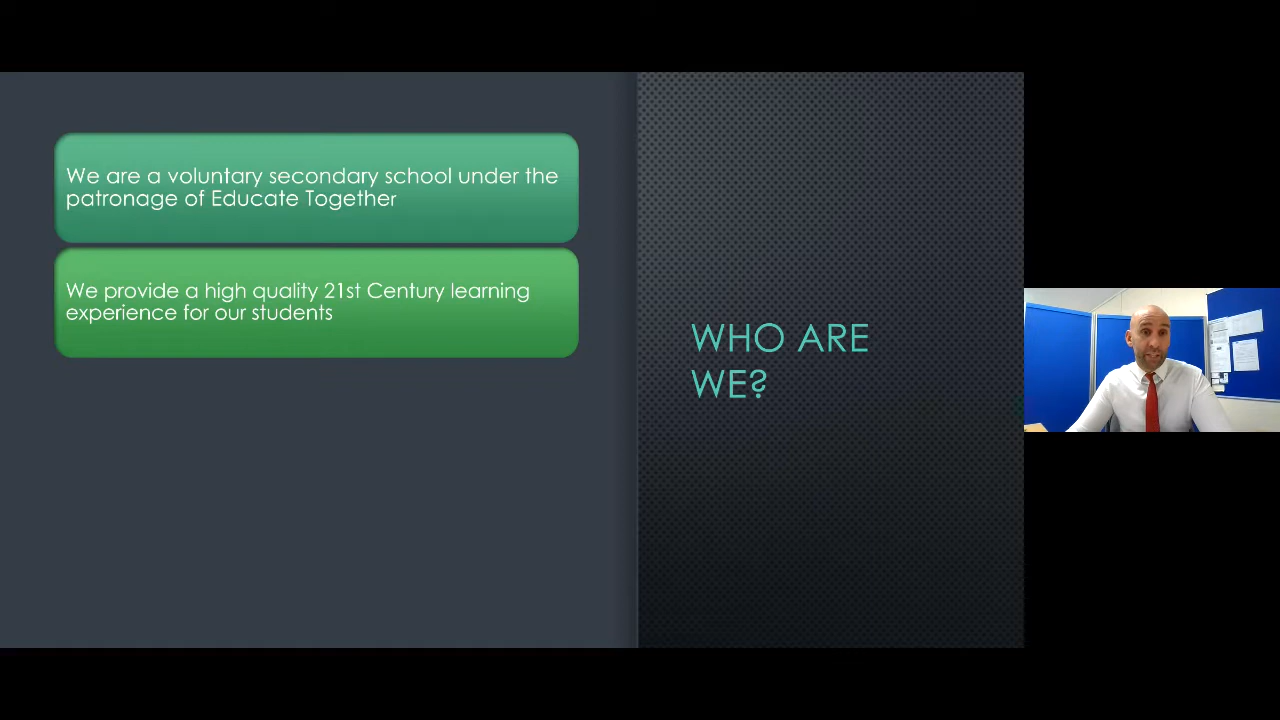 We are a voluntary secondary school under the
patronage of Educate Together
We provide a high quality 21st Century learning
experience for our students
WHO ARE
WE?